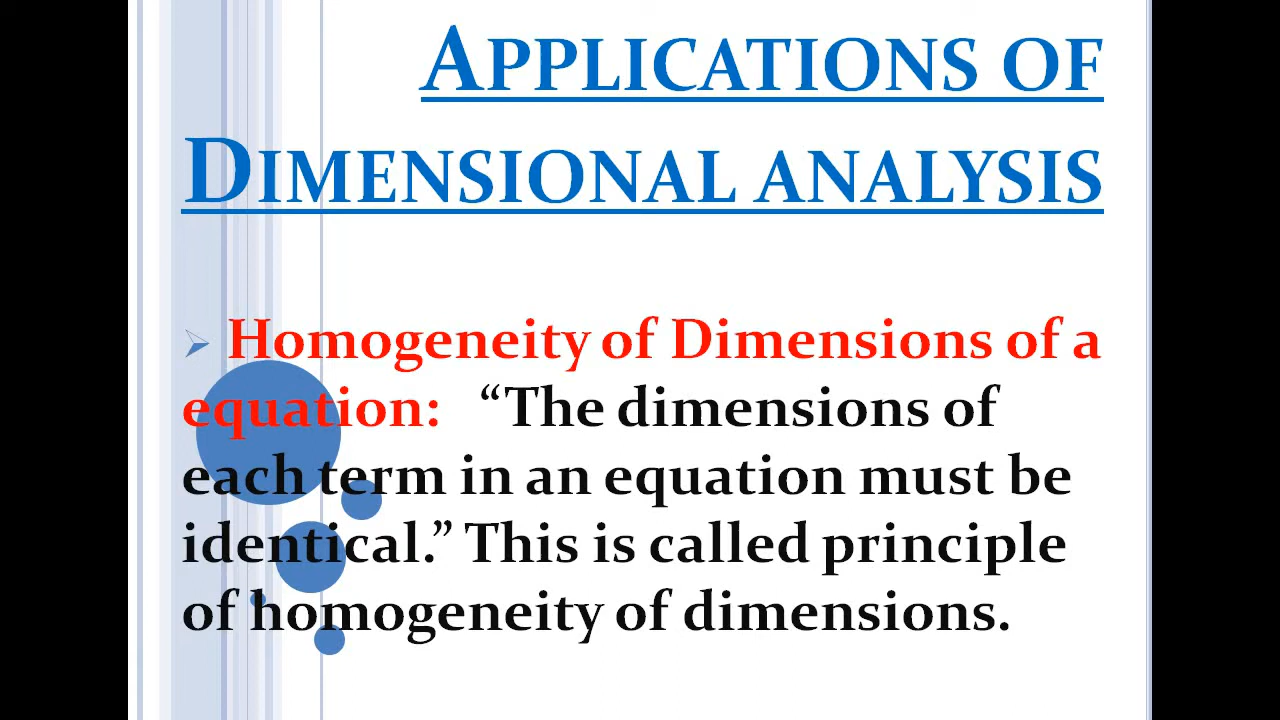 APPLICATIONS OF
DIMENSIONAL ANALYSIS
Homogeneity of Dimensions of a
equation: “The dimensions of
each term in an equation must be
identical.” This is called principle
of homogeneity of dimensions.